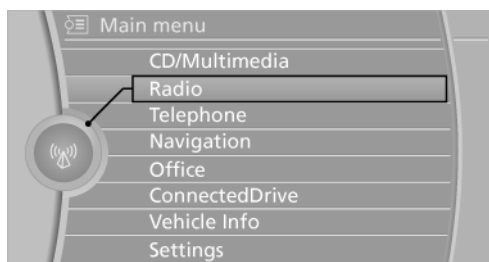 Main menu
CD/Multimedia
Radio
Telephone
Navigation
Office
ConnectedDrive
Vehicle Info
Settings